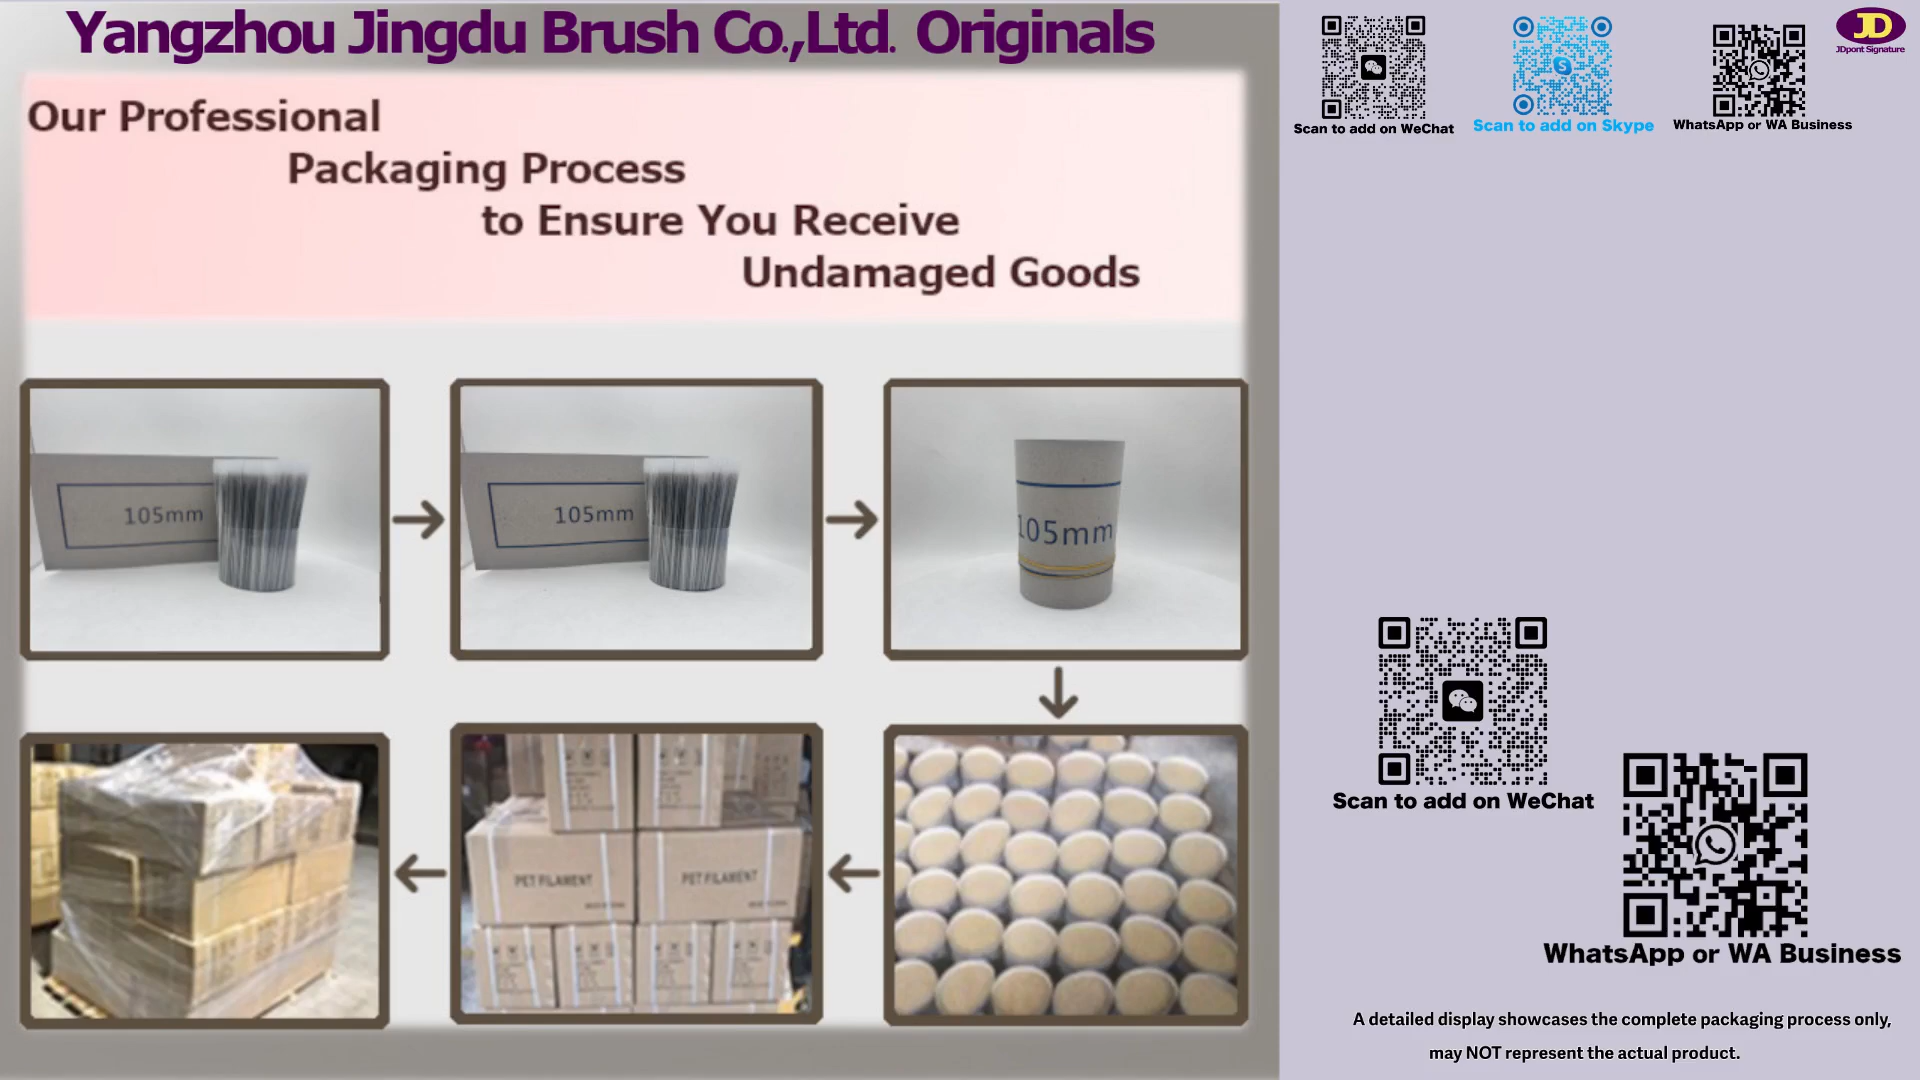 Yangzhou Jingdu Brush Co.,Ltd. Originals
JD
JDpont Signature
Scan to add on WeChat
Scan to add on Skype
WhatsApp or WA Business
Our Professional
Packaging Process
to Ensure You Receive
Undamaged Goods
105mm
105mm
105mm
PET FILAMENT
PET FILAMENT
Scan to add on WeChat
WhatsApp or WA Business
A detailed display showcases the complete packaging process only,
may NOT represent the actual product.